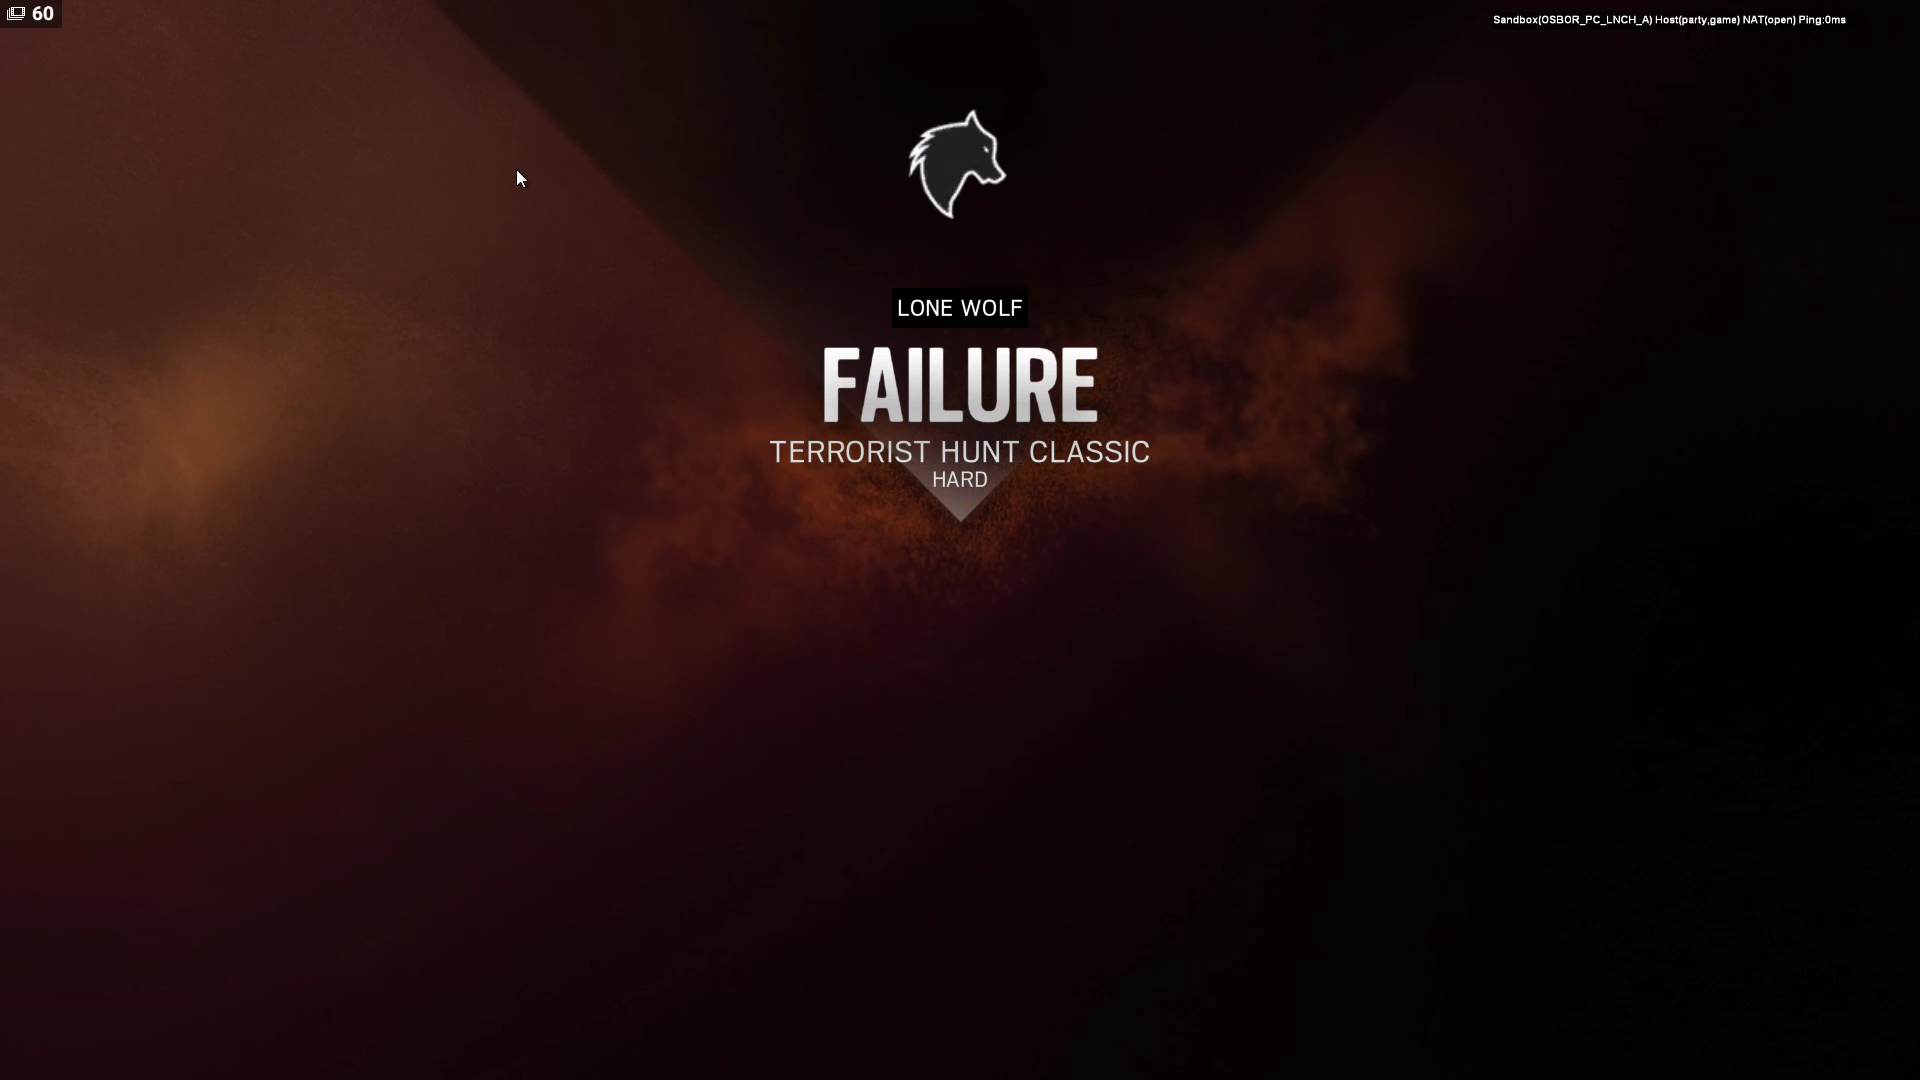 60
Sandbox(OSBOR_PC_LNCH_A) Host(party,game) NAT(open) Ping:0ms
LONE WOLF
FAILURE
TERRORIST HUNT CLASSIC
HARD